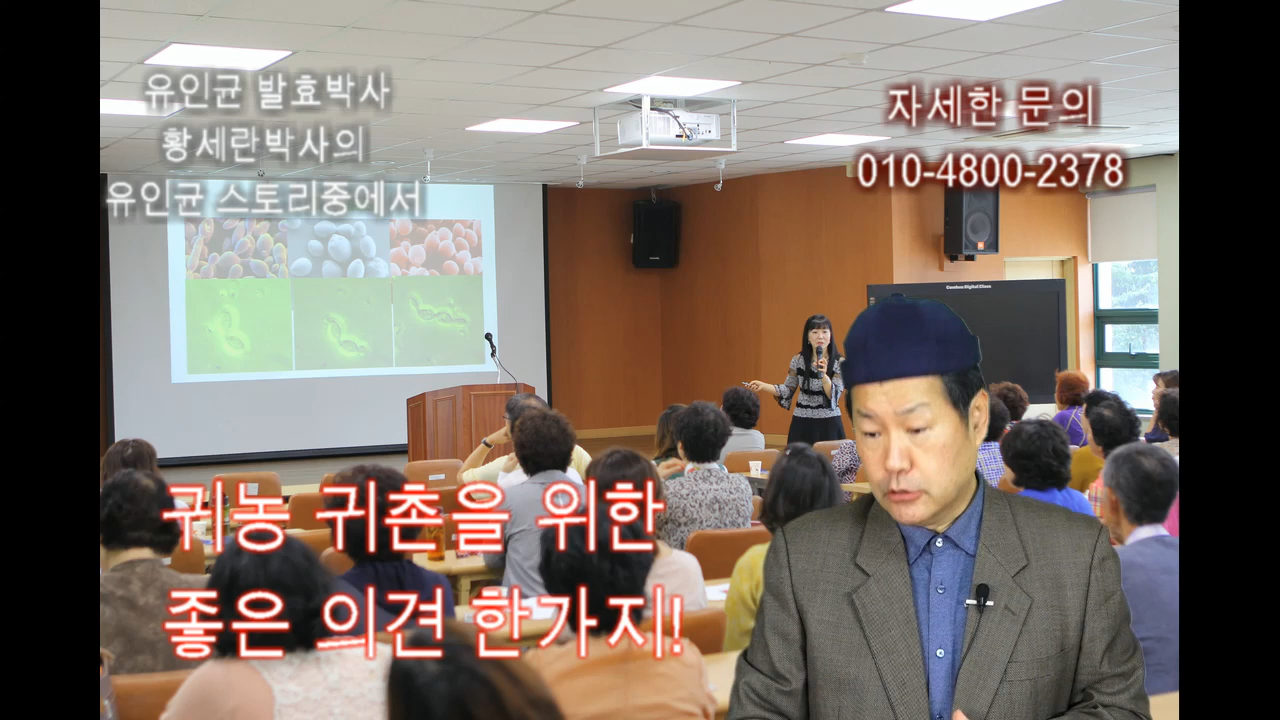 유인균 발효박사
황세란박사의
유인균 스토리중에서
자세한 문의
010-4800-2378
귀농 귀촌을 위한
좋은 의견 한가지!